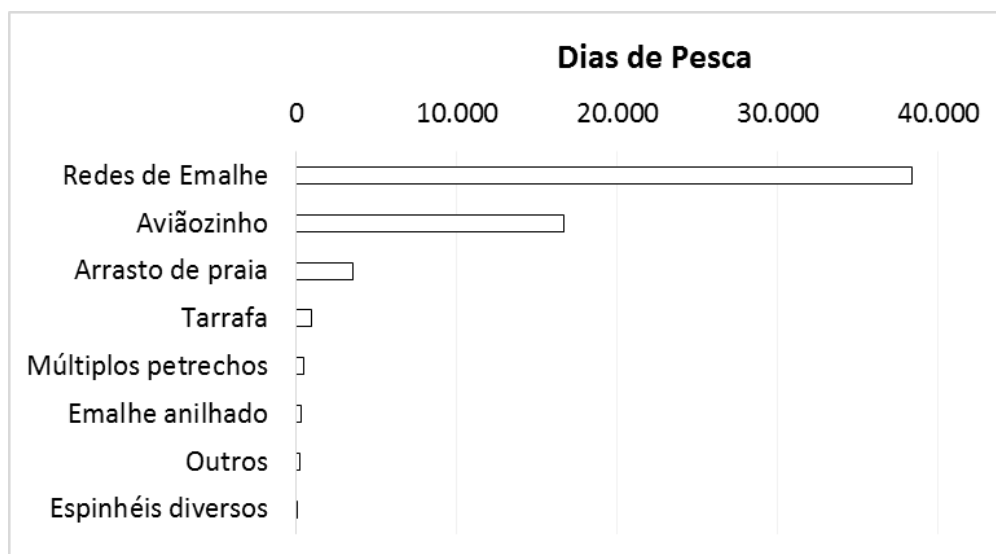 Dias de Pesca
0 10.000 20.000 30.000 40.000
Redes de Emalhe
Aviãozinho
Arrasto de praia
Tarrafa
Múltiplos petrechos
Emalhe anilhado
Outros
Espinhéis diversos